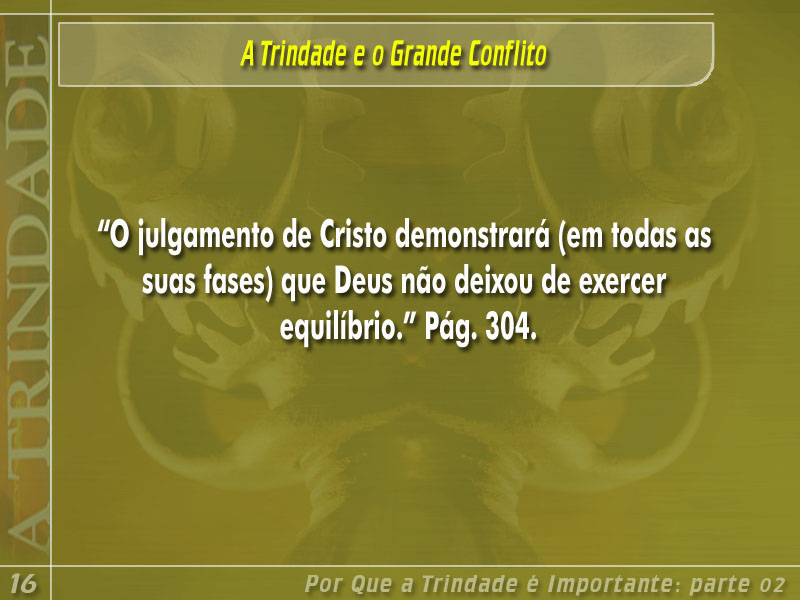 A Trindade e o Grande Conflito
“O julgamento de Cristo demonstrará (em todas as
suas fases) que Deus não deixou de exercer
equilíbrio.” Pág. 304.
A TRINDADE
16
Por Que a Trindade é Importante: parte 02